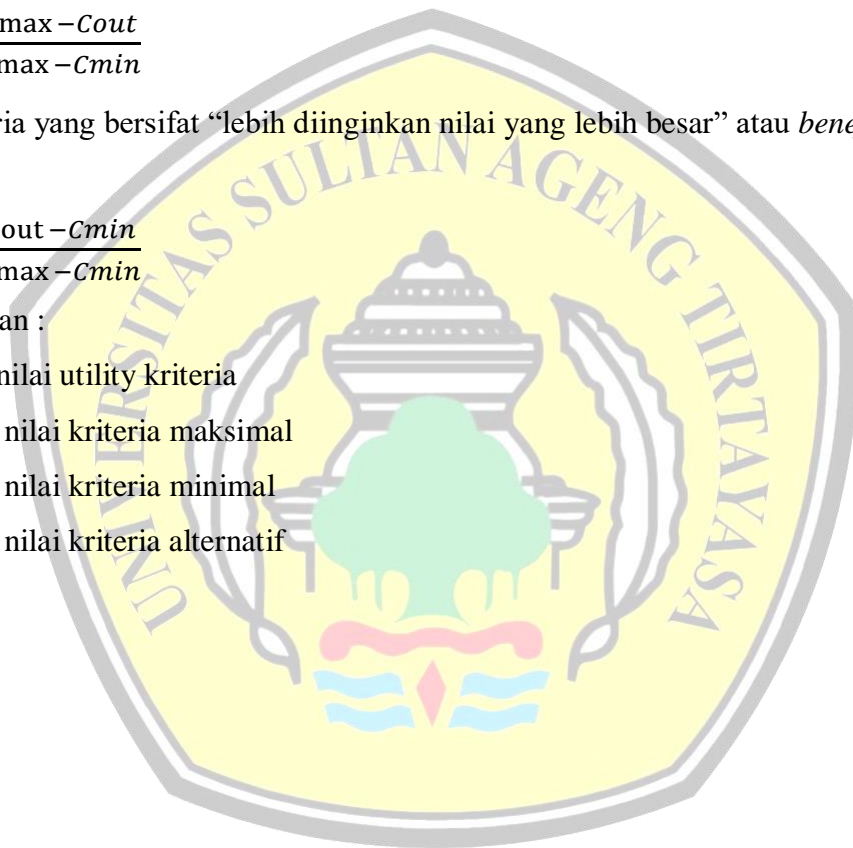 max −Cout
max −Cmin
ria yang bersifat “lebih diinginkan nilai yang lebih besar” atau bene
out −Cmin
max −Cmin
an :
nilai utility kriteria
nilai kriteria maksimal
nilai kriteria minimal
nilai kriteria alternatif
UNIVERSITAS SULTAN AGENG TIRTAYASA